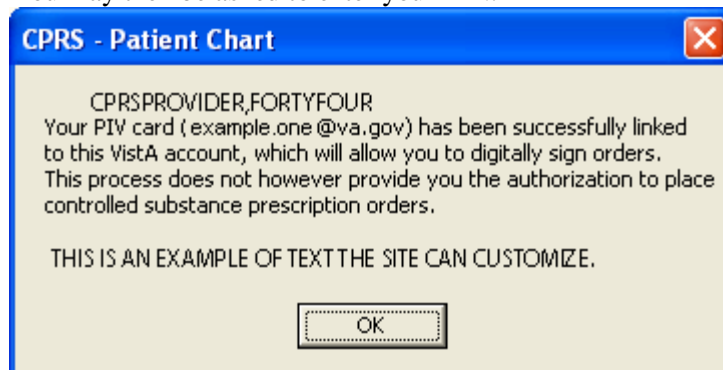 CPRS - Patient Chart
CPRSPROVIDER,FORTYFOUR
Your PIV card (example.one@va.gov) has been successfully linked
to this VistA account, which will allow you to digitally sign orders.
This process does not however provide you the authorization to place
controlled substance prescription orders.
THIS IS AN EXAMPLE OF TEXT THE SITE CAN CUSTOMIZE.
OK